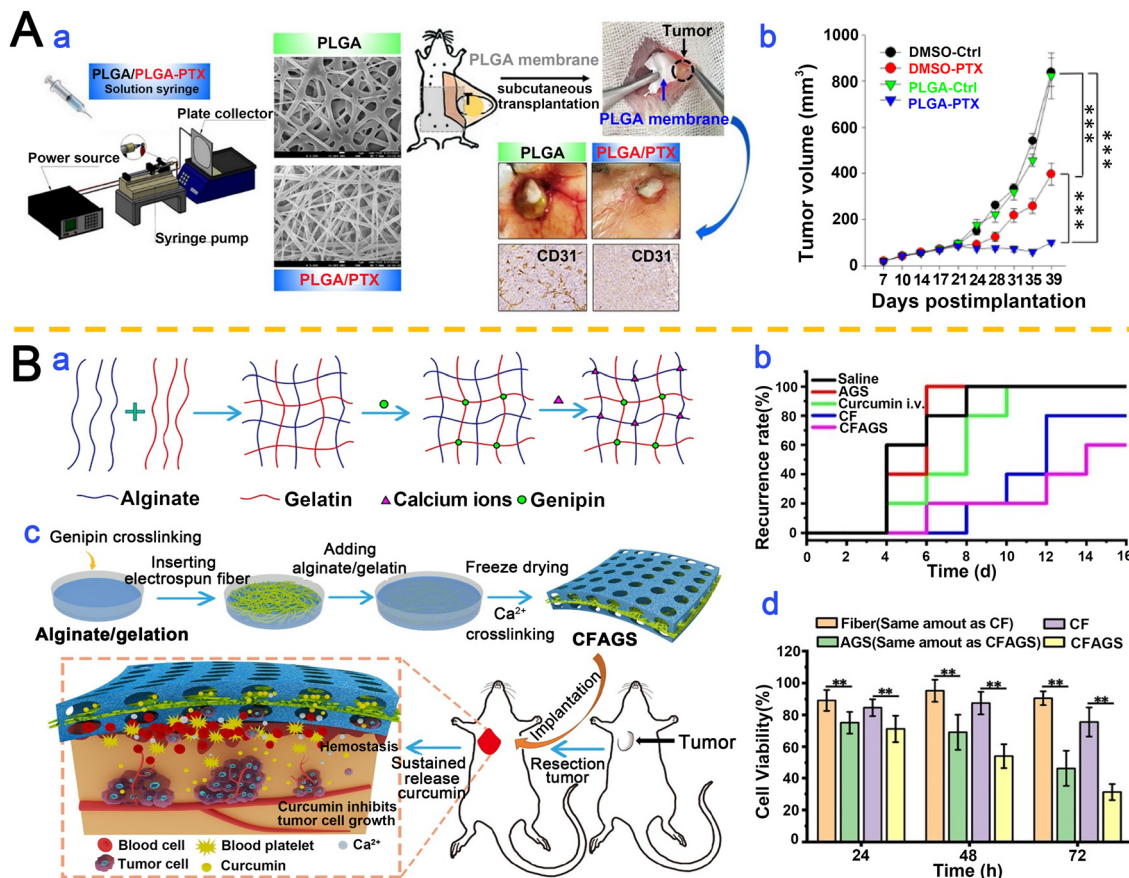 A
a
PLGA/PLGA-PTX
Solution syringe
Plate collector
Power source
Syringe pump
PLGA
PLGA/PTX
T
PLGA membrane
subcutaneous
transplantation
Tumor
PLGA membrane
PLGA
PLGA/PTX
CD31
CD31
b
Tumor volume (mm³)
1000
800
600
400
200
0
DMSO-Ctrl
DMSO-PTX
PLGA-Ctrl
PLGA-PTX
***
***
***
7 10 14 17 21 24 28 31 35 39
Days postimplantation
B
a
Alginate
Gelatin
Calcium ions
Genipin
b
Recurrence rate(%)
100
80
60
40
20
0
Saline
AGS
Curcumin i.v.
CF
CFAGS
0 2 4 6 8 10 12 14 16
Time (d)
c
Genipin crosslinking
Inserting
electrospun fiber
Adding
alginate/gelatin
Freeze drying
Ca²⁺
crosslinking
Alginate/gelation
CFAGS
Implantation
Tumor
Resection
tumor
Sustained
release
curcumin
Hemostasis
Curcumin inhibits
tumor cell growth
Blood cell
Blood platelet
Ca²⁺
Tumor cell
Curcumin
d
Fiber(Same amout as CF)
CF
AGS(Same amout as CFAGS)
CFAGS
Cell Viability(%)
120
100
80
60
40
20
0
** **
** **
** **
24 48 72
Time (h)